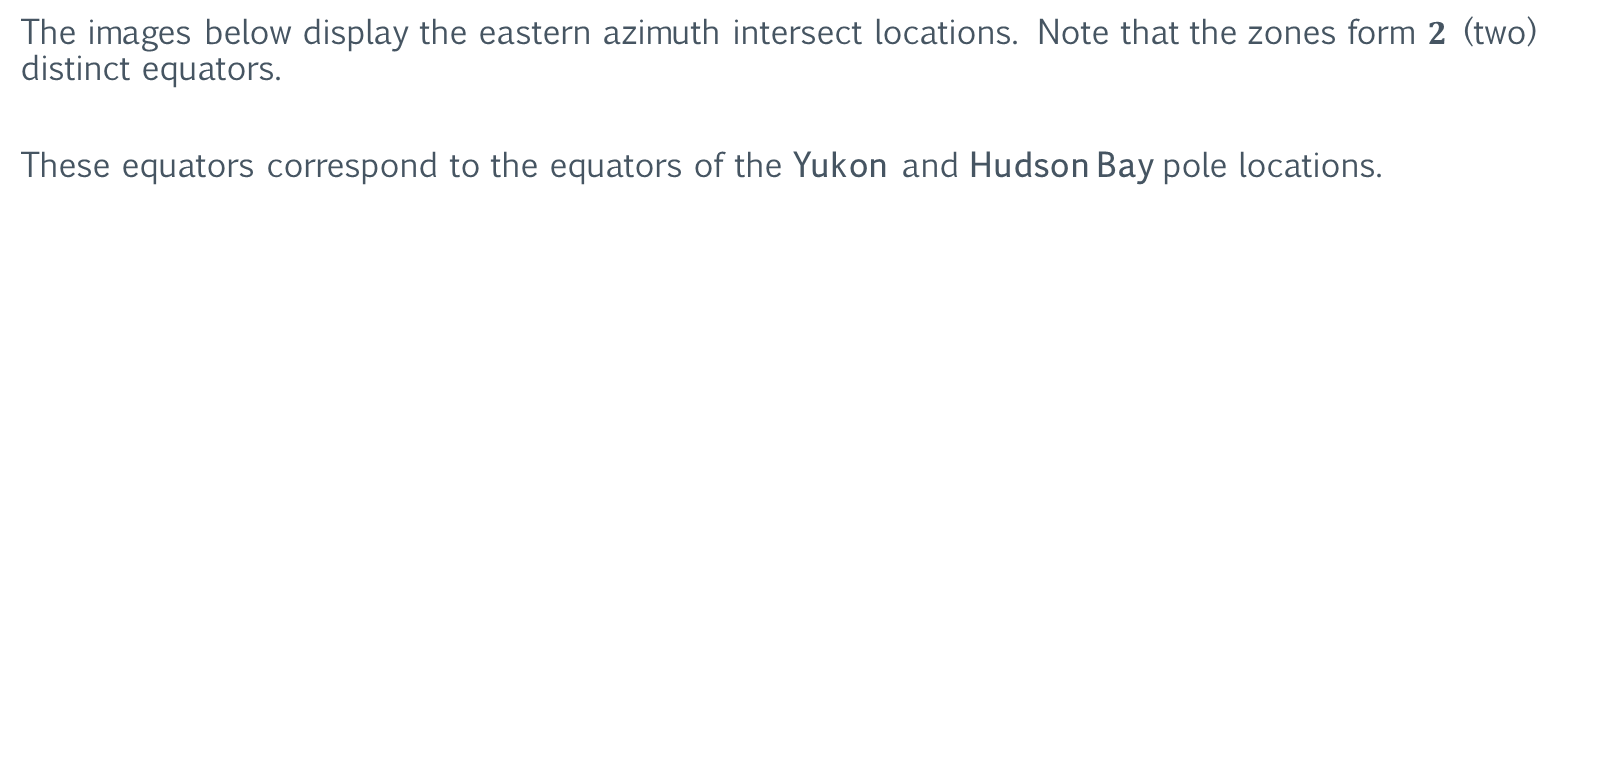 The images below display the eastern azimuth intersect locations. Note that the zones form 2 (two)
distinct equators.
These equators correspond to the equators of the Yukon and Hudson Bay pole locations.